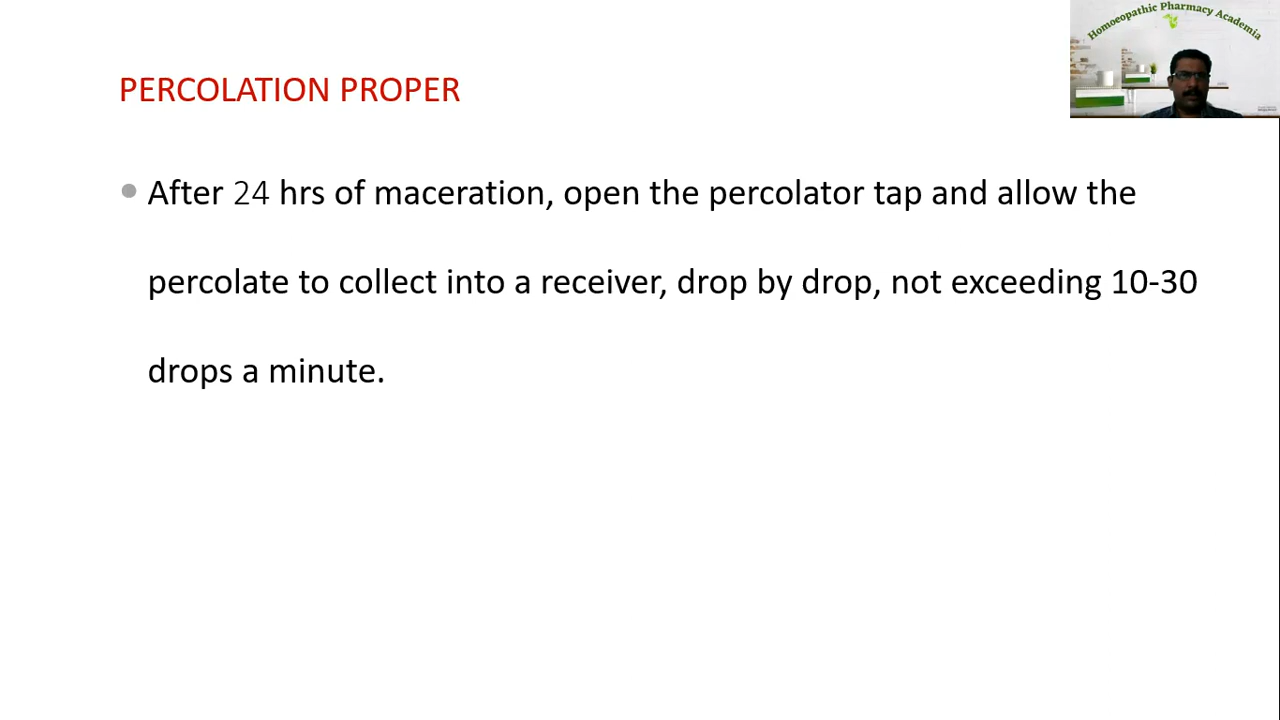 Homoeopathic Pharmacy Academia
PERCOLATION PROPER
After 24 hrs of maceration, open the percolator tap and allow the
percolate to collect into a receiver, drop by drop, not exceeding 10-30
drops a minute.